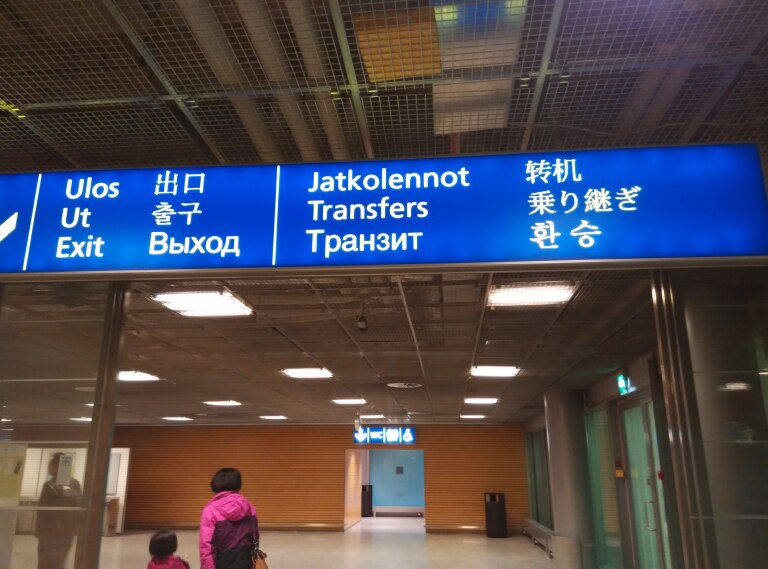 Ulos 出口
Ut 출구
Exit Выход
Jatkolennot 转机
Transfers 乗り継ぎ
Транзит 환승
WC